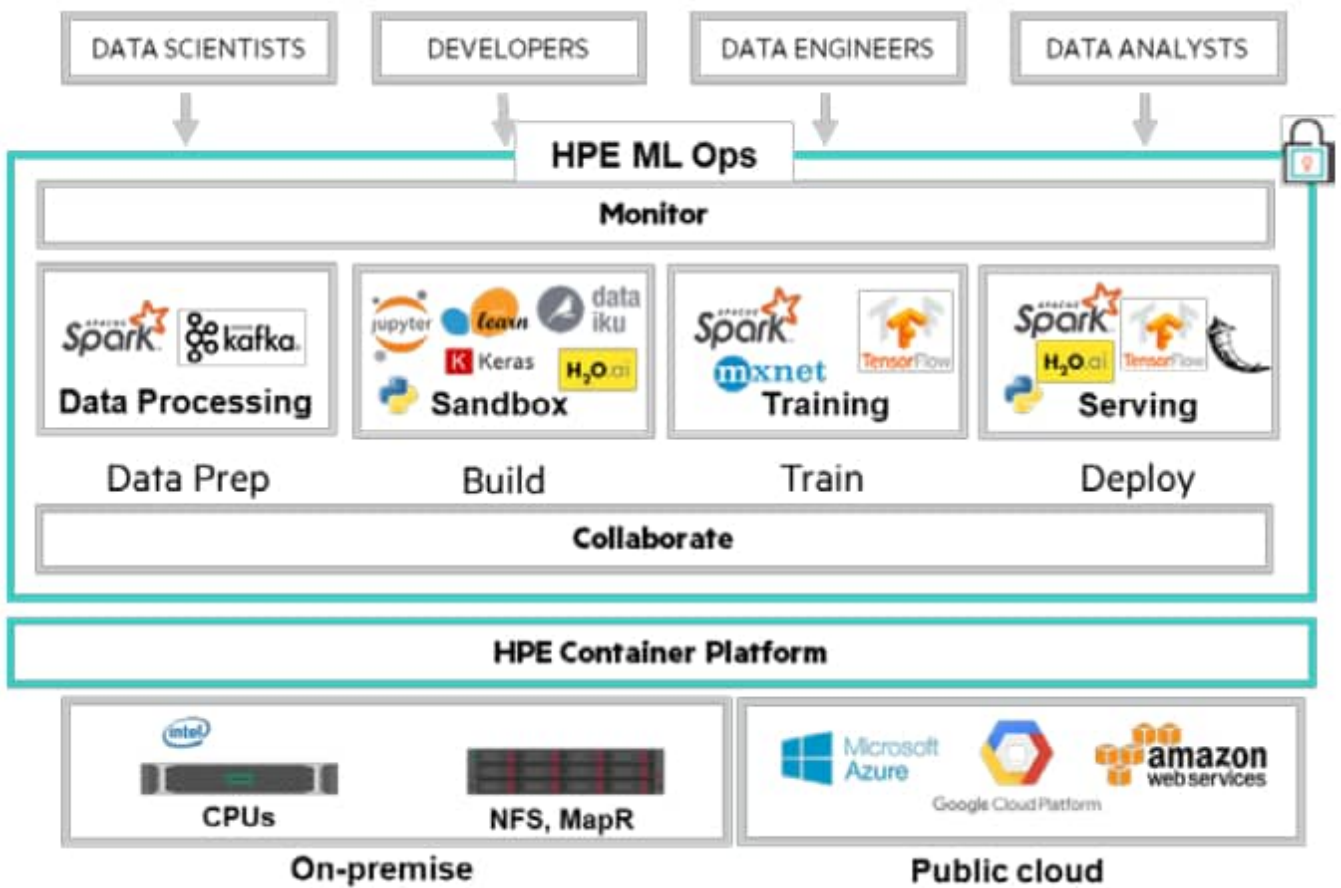 DATA SCIENTISTS
DEVELOPERS
DATA ENGINEERS
DATA ANALYSTS
HPE ML Ops
Monitor
APACHE
Spark
kafka
Data Processing
jupyter
learn
data
iku
K Keras
H2O.ai
Sandbox
APACHE
Spark
TensorFlow
mxnet
Training
APACHE
Spark
H2O.ai
TensorFlow
Serving
Data Prep
Build
Train
Deploy
Collaborate
HPE Container Platform
intel
CPUs
NFS, MapR
Microsoft
Azure
Google Cloud Platform
amazon
web services
On-premise
Public cloud